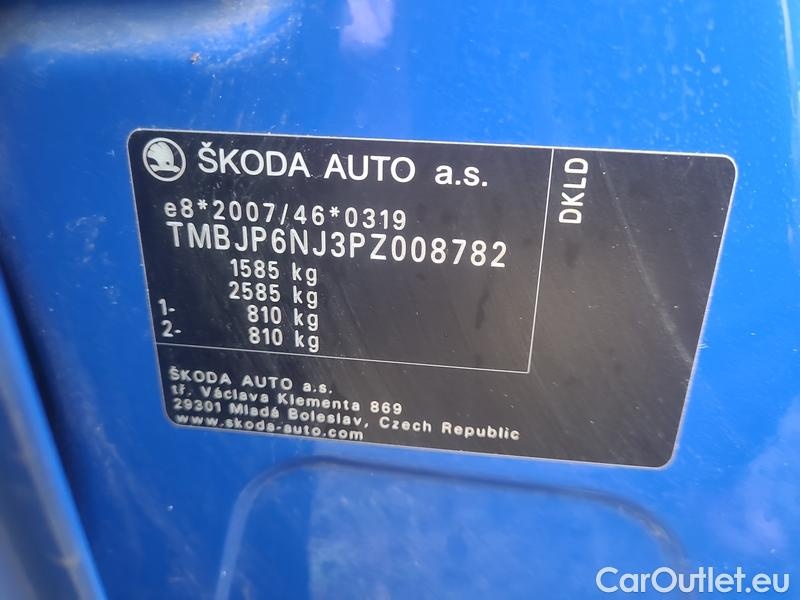 ŠKODA AUTO a.s.
DKLD
e8*2007/46*0319
TMBJP6NJ3PZ008782
1585 kg
2585 kg
1- 810 kg
2- 810 kg
ŠKODA AUTO a.s.
tř. Václava Klementa 869
29301 Mladá Boleslav, Czech Republic
www.skoda-auto.com
CarOutlet.eu